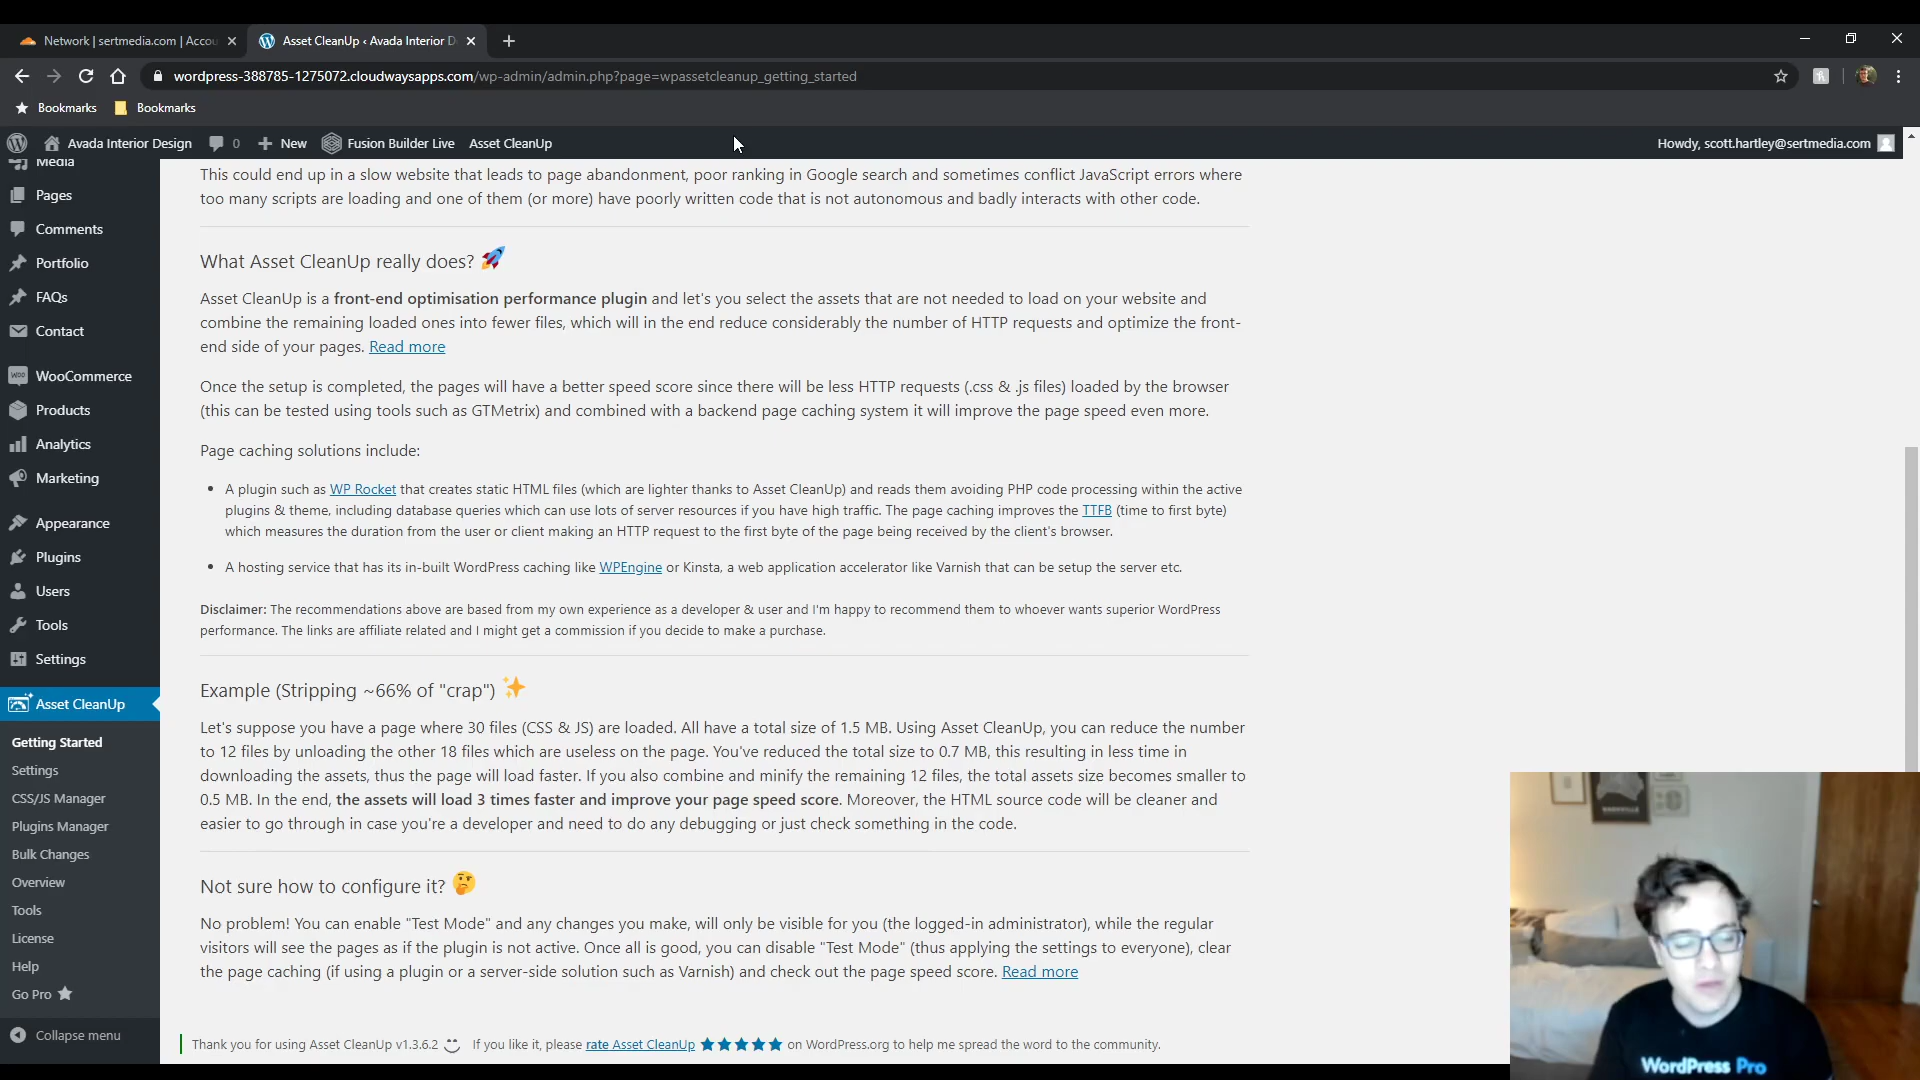 Network | sertmedia.com | Accou
Asset CleanUp ‹ Avada Interior D
wordpress-388785-1275072.cloudwaysapps.com/wp-admin/admin.php?page=wpassetcleanup_getting_started
Bookmarks
Bookmarks
Avada Interior Design
0
New
Fusion Builder Live
Asset CleanUp
Howdy, scott.hartley@sertmedia.com
Media
Pages
Comments
Portfolio
FAQs
Contact
WooCommerce
Products
Analytics
Marketing
Appearance
Plugins
Users
Tools
Settings
Asset CleanUp
Getting Started
Settings
CSS/JS Manager
Plugins Manager
Bulk Changes
Overview
Tools
License
Help
Go Pro
Collapse menu
This could end up in a slow website that leads to page abandonment, poor ranking in Google search and sometimes conflict JavaScript errors where
too many scripts are loading and one of them (or more) have poorly written code that is not autonomous and badly interacts with other code.
What Asset CleanUp really does? 🚀
Asset CleanUp is a front-end optimisation performance plugin and let's you select the assets that are not needed to load on your website and
combine the remaining loaded ones into fewer files, which will in the end reduce considerably the number of HTTP requests and optimize the front-
end side of your pages. Read more
Once the setup is completed, the pages will have a better speed score since there will be less HTTP requests (.css & .js files) loaded by the browser
(this can be tested using tools such as GTMetrix) and combined with a backend page caching system it will improve the page speed even more.
Page caching solutions include:
• A plugin such as WP Rocket that creates static HTML files (which are lighter thanks to Asset CleanUp) and reads them avoiding PHP code processing within the active
plugins & theme, including database queries which can use lots of server resources if you have high traffic. The page caching improves the TTFB (time to first byte)
which measures the duration from the user or client making an HTTP request to the first byte of the page being received by the client's browser.
• A hosting service that has its in-built WordPress caching like WPEngine or Kinsta, a web application accelerator like Varnish that can be setup the server etc.
Disclaimer: The recommendations above are based from my own experience as a developer & user and I'm happy to recommend them to whoever wants superior WordPress
performance. The links are affiliate related and I might get a commission if you decide to make a purchase.
Example (Stripping ~66% of "crap") ✨
Let's suppose you have a page where 30 files (CSS & JS) are loaded. All have a total size of 1.5 MB. Using Asset CleanUp, you can reduce the number
to 12 files by unloading the other 18 files which are useless on the page. You've reduced the total size to 0.7 MB, this resulting in less time in
downloading the assets, thus the page will load faster. If you also combine and minify the remaining 12 files, the total assets size becomes smaller to
0.5 MB. In the end, the assets will load 3 times faster and improve your page speed score. Moreover, the HTML source code will be cleaner and
easier to go through in case you're a developer and need to do any debugging or just check something in the code.
Not sure how to configure it? 🤔
No problem! You can enable "Test Mode" and any changes you make, will only be visible for you (the logged-in administrator), while the regular
visitors will see the pages as if the plugin is not active. Once all is good, you can disable "Test Mode" (thus applying the settings to everyone), clear
the page caching (if using a plugin or a server-side solution such as Varnish) and check out the page speed score. Read more
Thank you for using Asset CleanUp v1.3.6.2 If you like it, please rate Asset CleanUp ★★★★★ on WordPress.org to help me spread the word to the community.
WordPress Pro